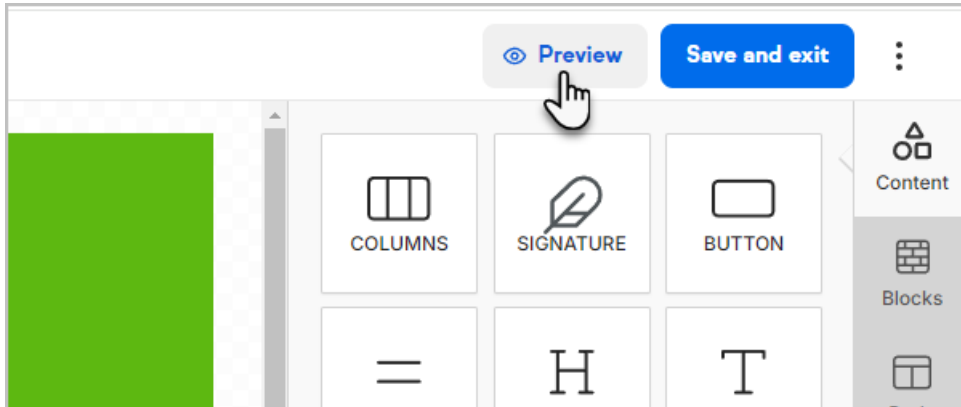 Preview
Save and exit
COLUMNS
SIGNATURE
BUTTON
Content
Blocks
H
T